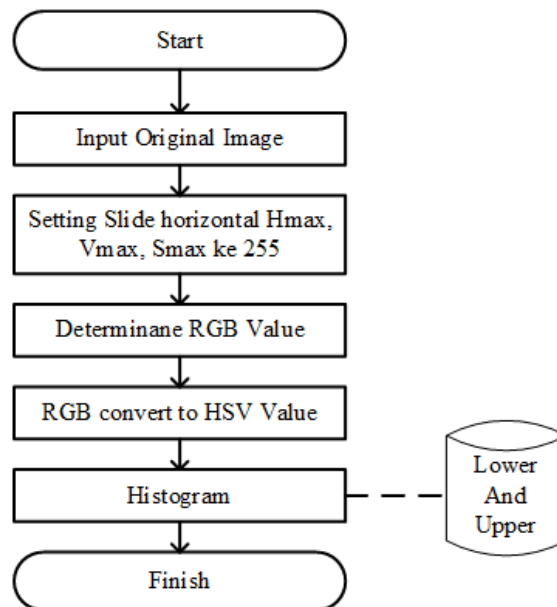 Start
Input Original Image
Setting Slide horizontal Hmax,
Vmax, Smax ke 255
Determinane RGB Value
RGB convert to HSV Value
Histogram
Lower
And
Upper
Finish